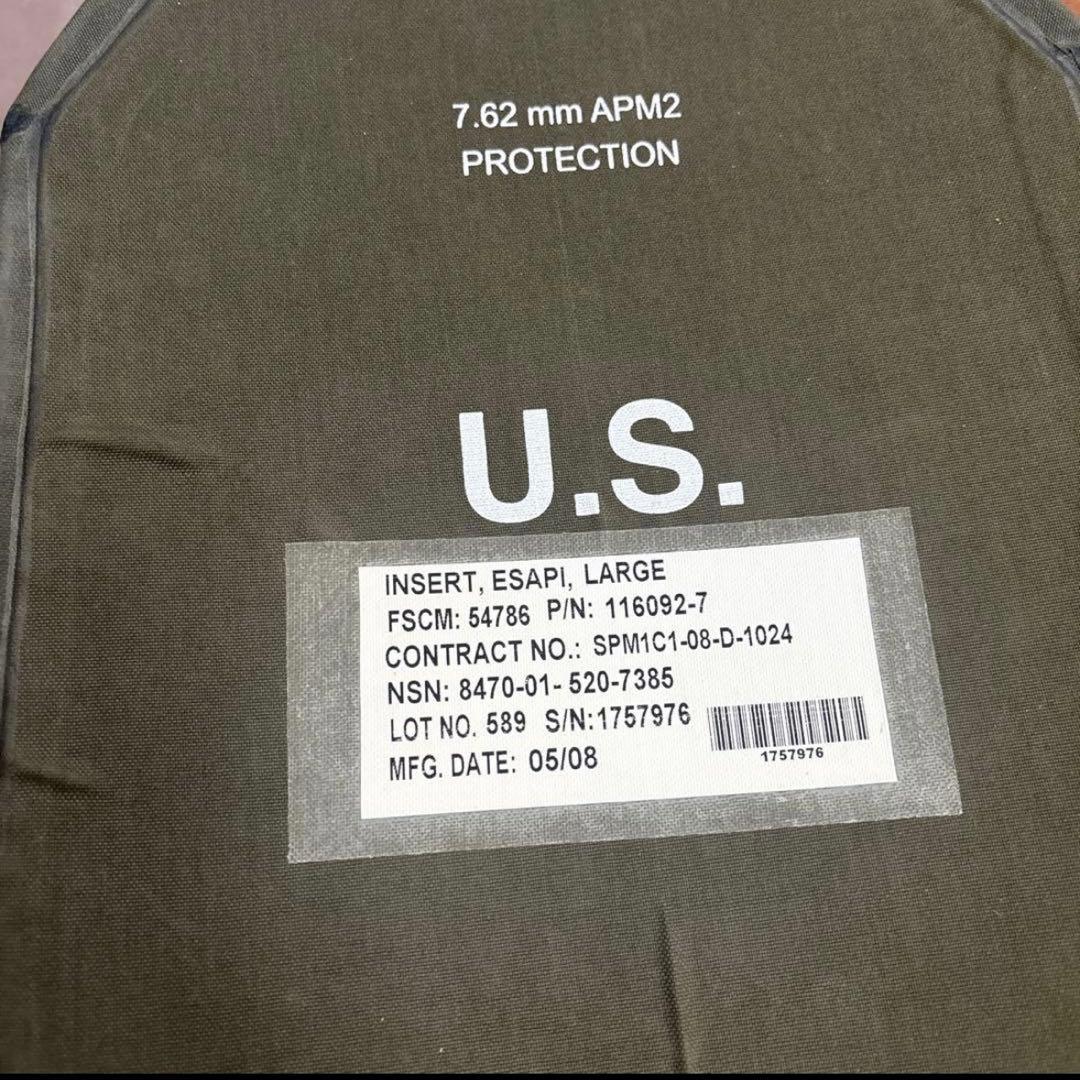 7.62 mm APM2
PROTECTION
U.S.
INSERT, ESAPI, LARGE
FSCM: 54786 P/N: 116092-7
CONTRACT NO.: SPM1C1-08-D-1024
NSN: 8470-01- 520-7385
LOT NO. 589 S/N:1757976
1757976
MFG. DATE: 05/08